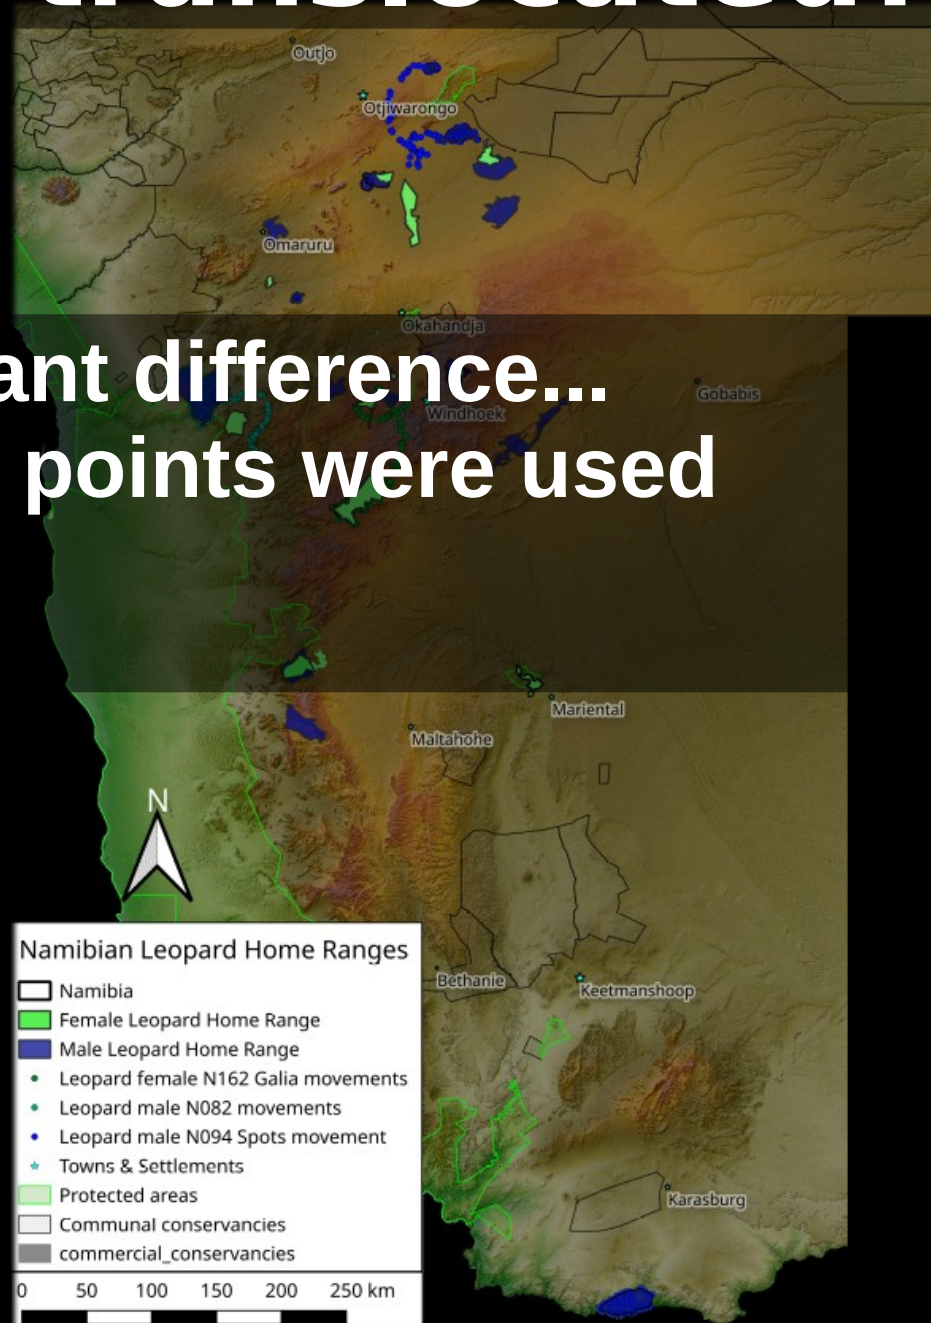 translocated
Outjo
Otjiwarongo
Omaruru
Okahandja
ant difference...
Gobabis
Windhoek
points were used
Mariental
Maltahohe
N
Namibian Leopard Home Ranges
Bethanie
Keetmanshoop
Namibia
Female Leopard Home Range
Male Leopard Home Range
Leopard female N162 Galia movements
Leopard male N082 movements
Leopard male N094 Spots movement
Towns & Settlements
Protected areas
Karasburg
Communal conservancies
commercial_conservancies
0 50 100 150 200 250 km